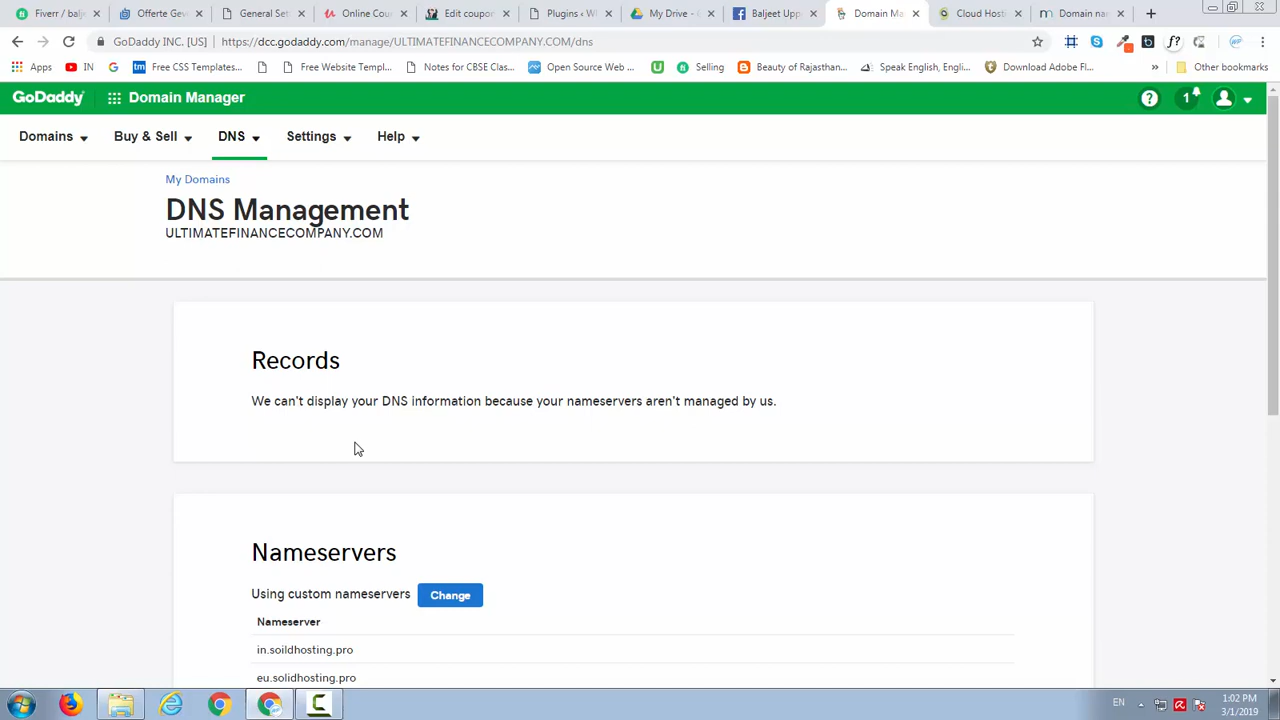 Fiverr / balj
Offerte Gev
General Set
Online Cou
Edit coupo
Plugins « W
My Drive - G
Baljeet Upp
Domain Ma
Cloud Hosti
Domain na
GoDaddy INC. [US]
https://dcc.godaddy.com/manage/ULTIMATEFINANCECOMPANY.COM/dns
Apps
IN
Free CSS Templates...
Free Website Templ...
Notes for CBSE Clas...
Open Source Web ...
Selling
Beauty of Rajasthan...
Speak English, Engli...
Download Adobe Fl...
»
Other bookmarks
GoDaddy
Domain Manager
1
Domains
Buy & Sell
DNS
Settings
Help
My Domains
DNS Management
ULTIMATEFINANCECOMPANY.COM
Records
We can't display your DNS information because your nameservers aren't managed by us.
Nameservers
Using custom nameservers
Change
Nameserver
in.soildhosting.pro
eu.solidhosting.pro
EN
1:02 PM
3/1/2019